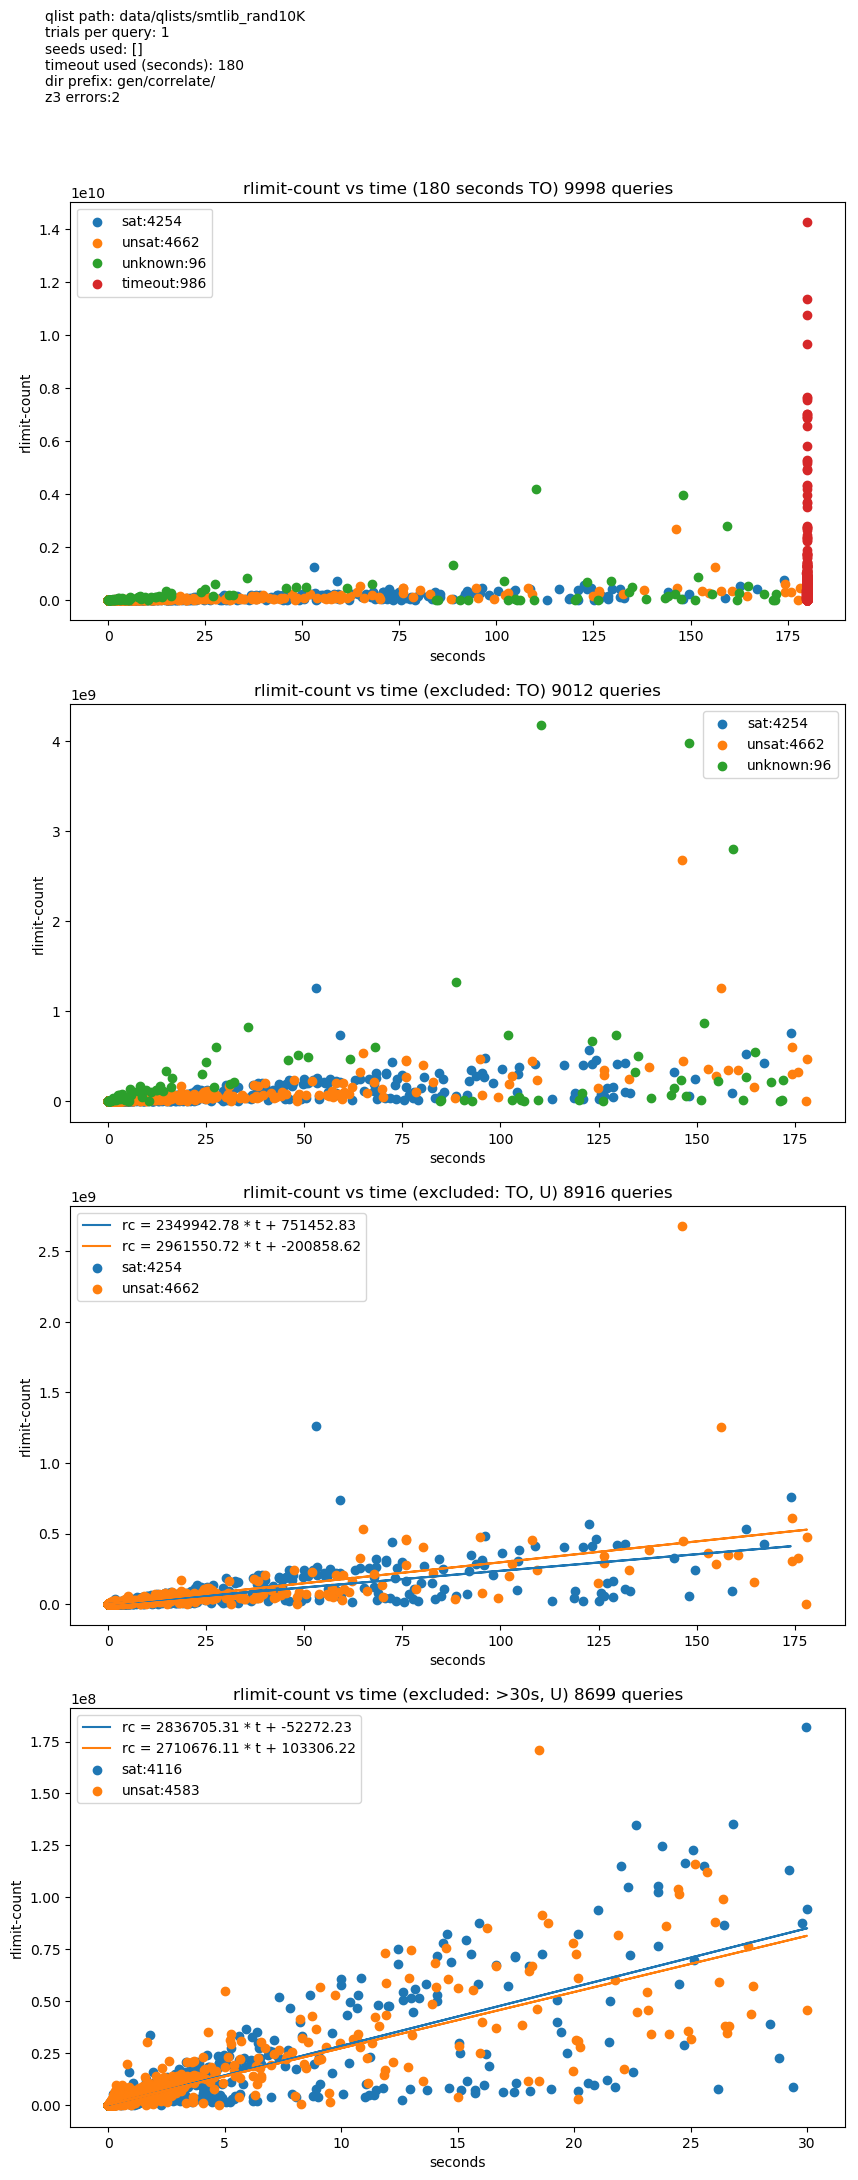 qlist path: data/qlists/smtlib_rand10K
trials per query: 1
seeds used: []
timeout used (seconds): 180
dir prefix: gen/correlate/
z3 errors:2
rlimit-count vs time (180 seconds TO) 9998 queries
1e10
sat:4254
unsat:4662
unknown:96
timeout:986
1.4
1.2
1.0
0.8
0.6
0.4
0.2
0.0
rlimit-count
0 25 50 75 100 125 150 175
seconds
rlimit-count vs time (excluded: TO) 9012 queries
1e9
sat:4254
unsat:4662
unknown:96
4
3
2
1
0
rlimit-count
0 25 50 75 100 125 150 175
seconds
rlimit-count vs time (excluded: TO, U) 8916 queries
1e9
rc = 2349942.78 * t + 751452.83
rc = 2961550.72 * t + -200858.62
sat:4254
unsat:4662
2.5
2.0
1.5
1.0
0.5
0.0
rlimit-count
0 25 50 75 100 125 150 175
seconds
rlimit-count vs time (excluded: >30s, U) 8699 queries
1e8
rc = 2836705.31 * t + -52272.23
rc = 2710676.11 * t + 103306.22
sat:4116
unsat:4583
1.75
1.50
1.25
1.00
0.75
0.50
0.25
0.00
rlimit-count
0 5 10 15 20 25 30
seconds